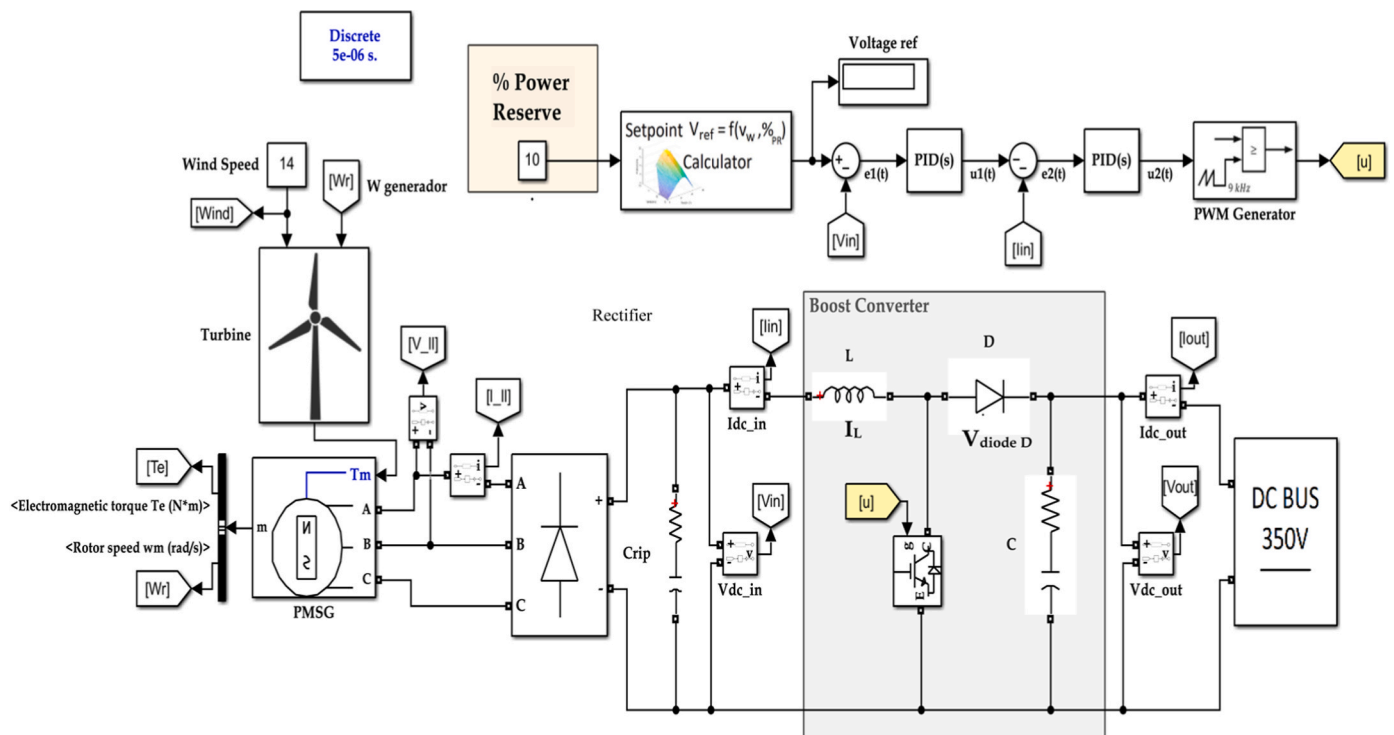 Discrete
5e-06 s.
% Power
Reserve
10
Setpoint V_ref = f(v_w,%_PR)
Calculator
Voltage ref
+
-
e1(t)
[Vin]
PID(s)
u1(t)
-
-
e2(t)
[Iin]
PID(s)
u2(t)
≥
9 kHz
PWM Generator
[u]
Wind Speed
14
[Wr]
W generador
[Wind]
Turbine
[V_ll]
[I_ll]
v
+ -
i
+
-
[Te]
<Electromagnetic torque Te (N*m)>
<Rotor speed wm (rad/s)>
[Wr]
m
Tm
N
S
A
B
C
PMSG
A
B
C
+
-
Rectifier
Crip
[Iin]
i
+
-
Idc_in
[Vin]
+
-
v
Vdc_in
Boost Converter
L
I_L
D
V_diode D
[u]
g
C
E
C
[Iout]
i
+
-
Idc_out
[Vout]
+
-
v
Vdc_out
DC BUS
350V